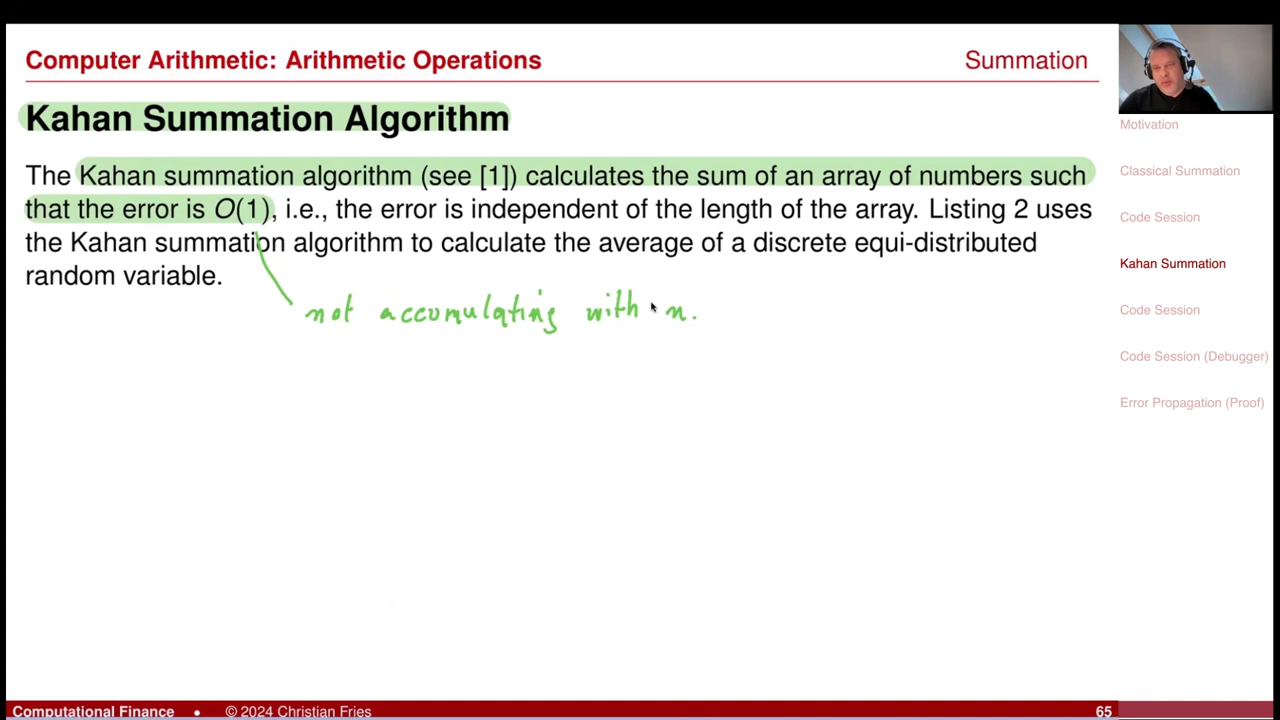 Computer Arithmetic: Arithmetic Operations
Summation
Kahan Summation Algorithm
The Kahan summation algorithm (see [1]) calculates the sum of an array of numbers such
that the error is O(1), i.e., the error is independent of the length of the array. Listing 2 uses
the Kahan summation algorithm to calculate the average of a discrete equi-distributed
random variable.
not accumulating with n.
Motivation
Classical Summation
Code Session
Kahan Summation
Code Session
Code Session (Debugger)
Error Propagation (Proof)
Computational Finance • © 2024 Christian Fries
65